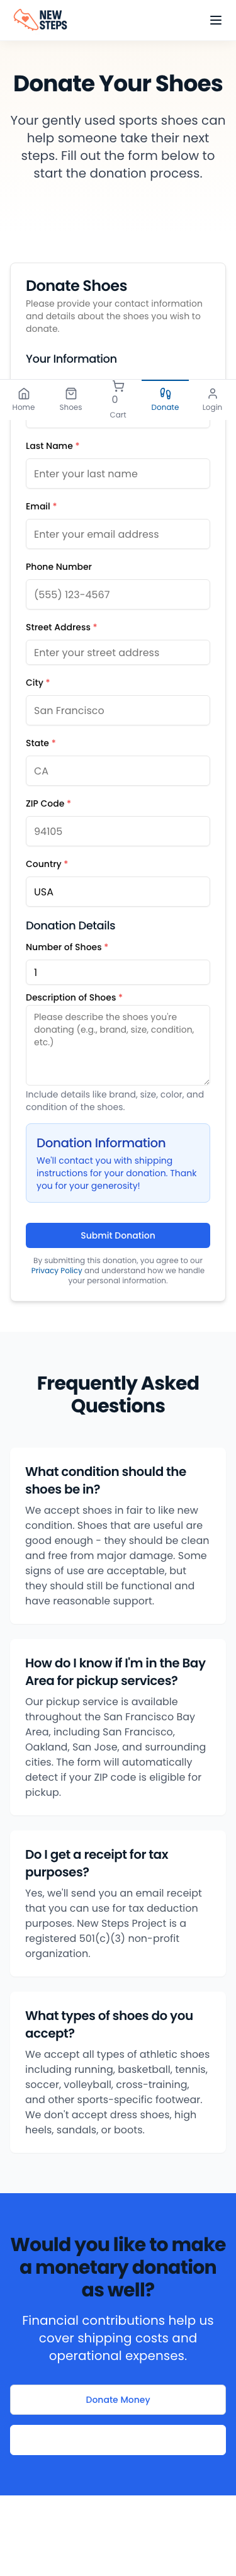 NEW
STEPS
Donate Your Shoes
Your gently used sports shoes can
help someone take their next
steps. Fill out the form below to
start the donation process.
Donate Shoes
Please provide your contact information
and details about the shoes you wish to
donate.
Your Information
Home
Shoes
0
Cart
Donate
Login
Last Name *
Enter your last name
Email *
Enter your email address
Phone Number
(555) 123-4567
Street Address *
Enter your street address
City *
San Francisco
State *
CA
ZIP Code *
94105
Country *
USA
Donation Details
Number of Shoes *
1
Description of Shoes *
Please describe the shoes you're
donating (e.g., brand, size, condition,
etc.)
Include details like brand, size, color, and
condition of the shoes.
Donation Information
We'll contact you with shipping
instructions for your donation. Thank
you for your generosity!
Submit Donation
By submitting this donation, you agree to our
Privacy Policy and understand how we handle
your personal information.
Frequently Asked
Questions
What condition should the
shoes be in?
We accept shoes in fair to like new
condition. Shoes that are useful are
good enough - they should be clean
and free from major damage. Some
signs of use are acceptable, but
they should still be functional and
have reasonable support.
How do I know if I'm in the Bay
Area for pickup services?
Our pickup service is available
throughout the San Francisco Bay
Area, including San Francisco,
Oakland, San Jose, and surrounding
cities. The form will automatically
detect if your ZIP code is eligible for
pickup.
Do I get a receipt for tax
purposes?
Yes, we'll send you an email receipt
that you can use for tax deduction
purposes. New Steps Project is a
registered 501(c)(3) non-profit
organization.
What types of shoes do you
accept?
We accept all types of athletic shoes
including running, basketball, tennis,
soccer, volleyball, cross-training,
and other sports-specific footwear.
We don't accept dress shoes, high
heels, sandals, or boots.
Would you like to make
a monetary donation
as well?
Financial contributions help us
cover shipping costs and
operational expenses.
Donate Money